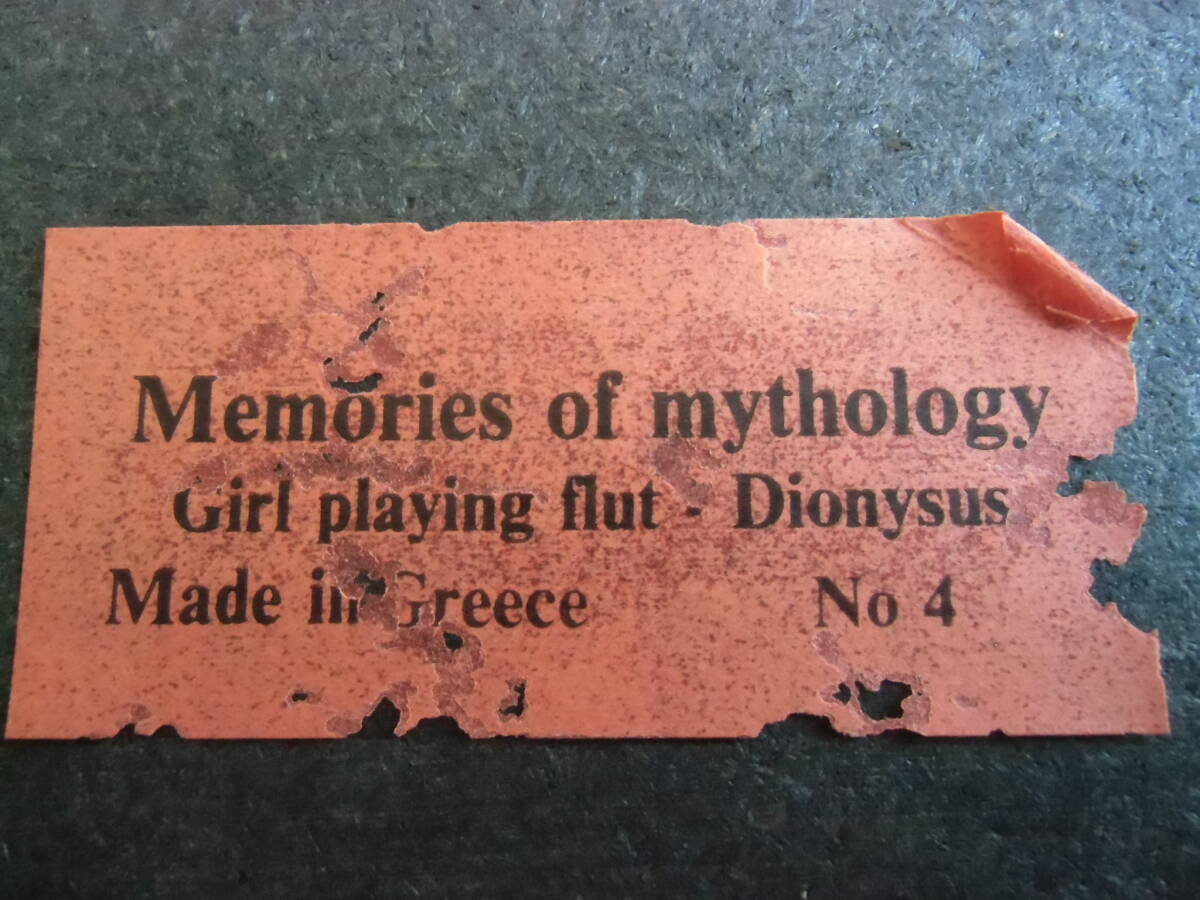 Memories of mythology
Girl playing flut - Dionysus
Made in Greece No 4